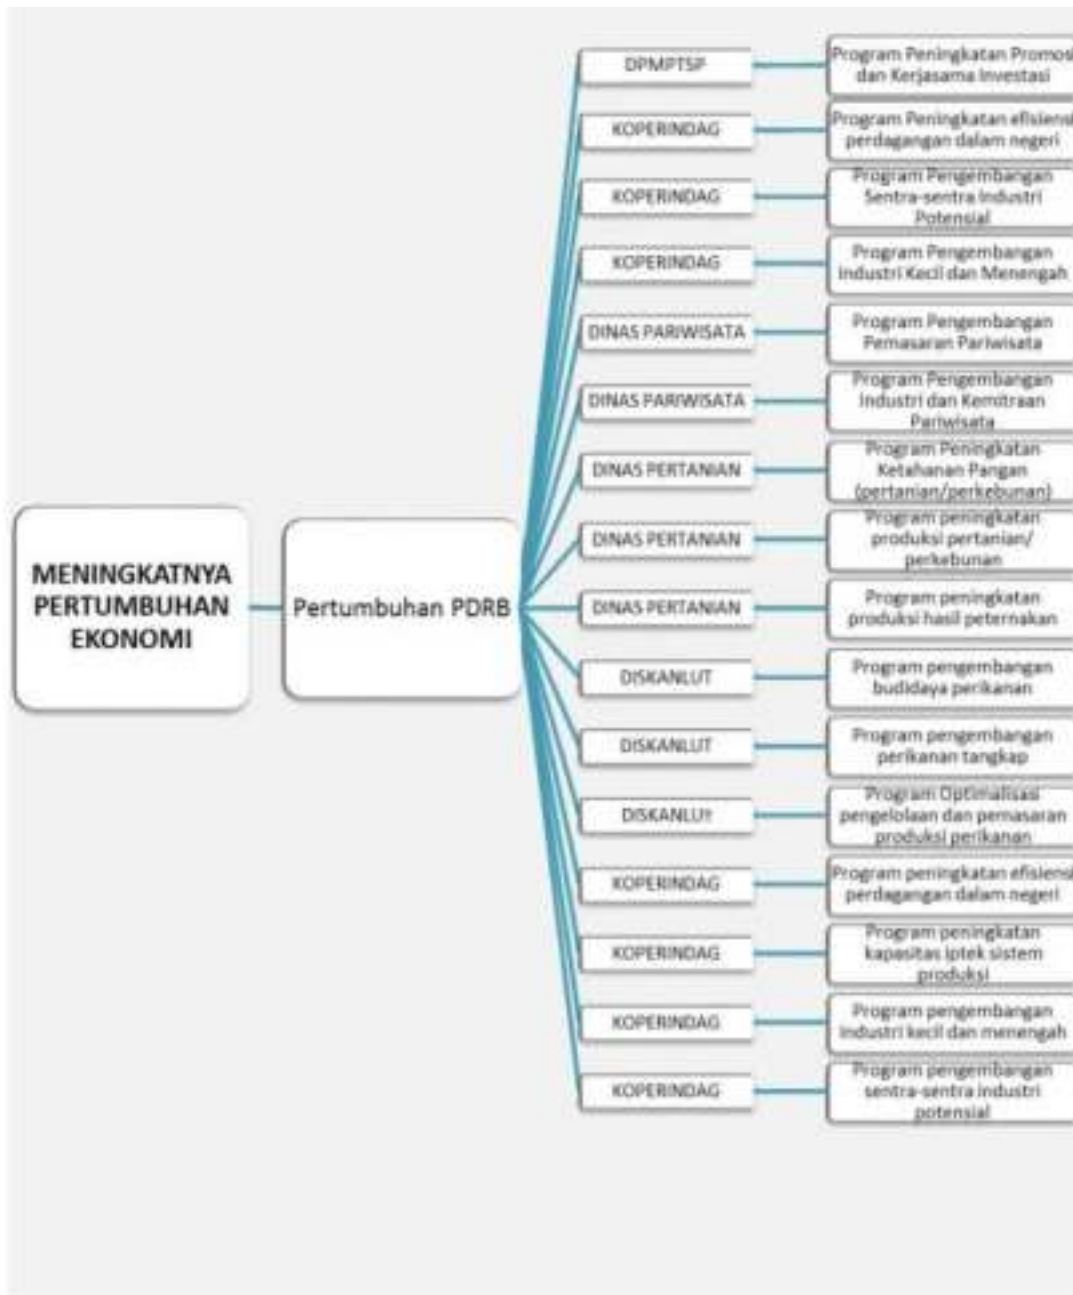 MENINGKATNYA
PERTUMBUHAN
EKONOMI
Pertumbuhan PDRB
DPMPTSP
Program Peningkatan Promosi
dan Kerjasama Investasi
KOPERINDAG
Program Peningkatan efisiensi
perdagangan dalam negeri
KOPERINDAG
Program Pengembangan
Sentra-sentra Industri
Potensial
KOPERINDAG
Program Pengembangan
Industri Kecil dan Menengah
DINAS PARIWISATA
Program Pengembangan
Pemasaran Pariwisata
DINAS PARIWISATA
Program Pengembangan
Industri dan Kemitraan
Pariwisata
DINAS PERTANIAN
Program Peningkatan
Ketahanan Pangan
(pertanian/perkebunan)
DINAS PERTANIAN
Program peningkatan
produksi pertanian/
perkebunan
DINAS PERTANIAN
Program peningkatan
produksi hasil peternakan
DISKANLUT
Program pengembangan
budidaya perikanan
DISKANLUT
Program pengembangan
perikanan tangkap
DISKANLUt
Program Optimalisasi
pengelolaan dan pemasaran
produksi perikanan
KOPERINDAG
Program peningkatan efisiensi
perdagangan dalam negeri
KOPERINDAG
Program peningkatan
kapasitas iptek sistem
produksi
KOPERINDAG
Program pengembangan
industri kecil dan menengah
KOPERINDAG
Program pengembangan
sentra-sentra industri
potensial